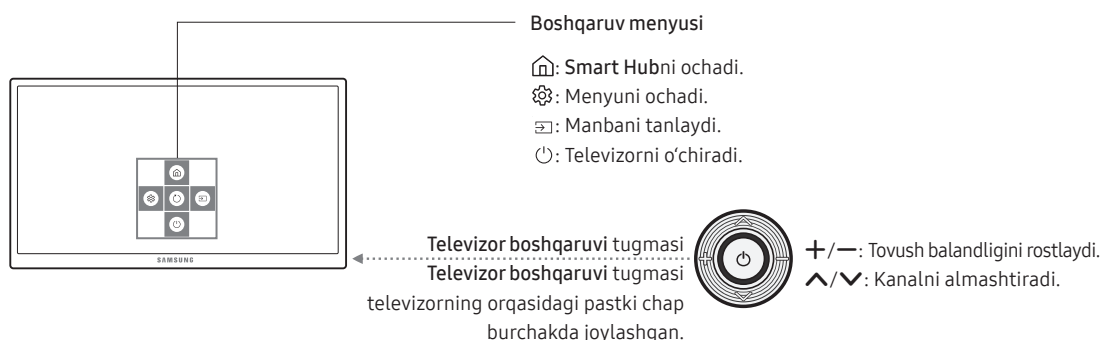 Boshqaruv menyusi
: Smart Hubni ochadi.
: Menyuni ochadi.
: Manbani tanlaydi.
: Televizorni o'chiradi.
SAMSUNG
Televizor boshqaruvi tugmasi
Televizor boshqaruvi tugmasi
televizorning orqasidagi pastki chap
burchakda joylashgan.
+/−: Tovush balandligini rostlaydi.
∧/∨: Kanalni almashtiradi.